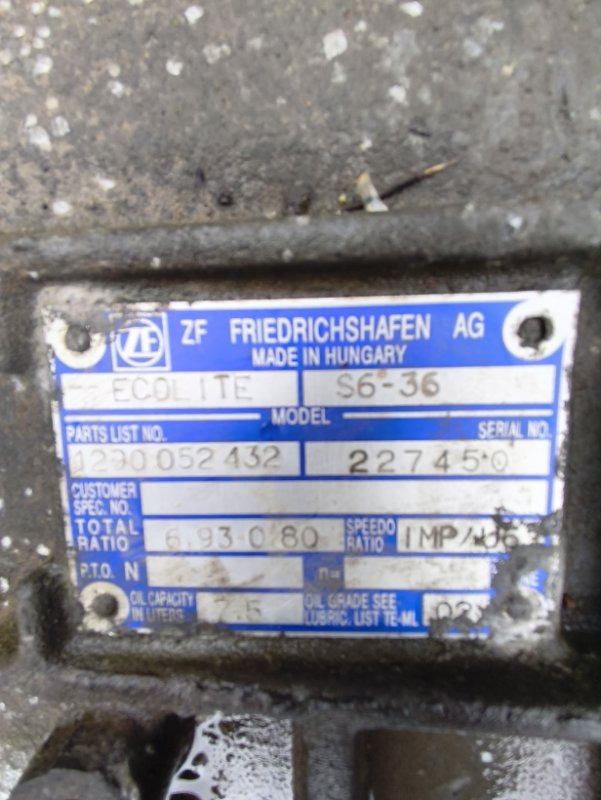 ZF ZF FRIEDRICHSHAFEN AG
MADE IN HUNGARY
ECOLITE S6-36
MODEL
PARTS LIST NO. SERIAL NO.
1290 052 432 227450
CUSTOMER
SPEC. NO.
TOTAL RATIO 6.93-0.80 SPEEDO RATIO IMP/
P.T.O. N n=
OIL CAPACITY IN LITERS 7.5 OIL GRADE SEE LUBRIC. LIST TE-ML 02